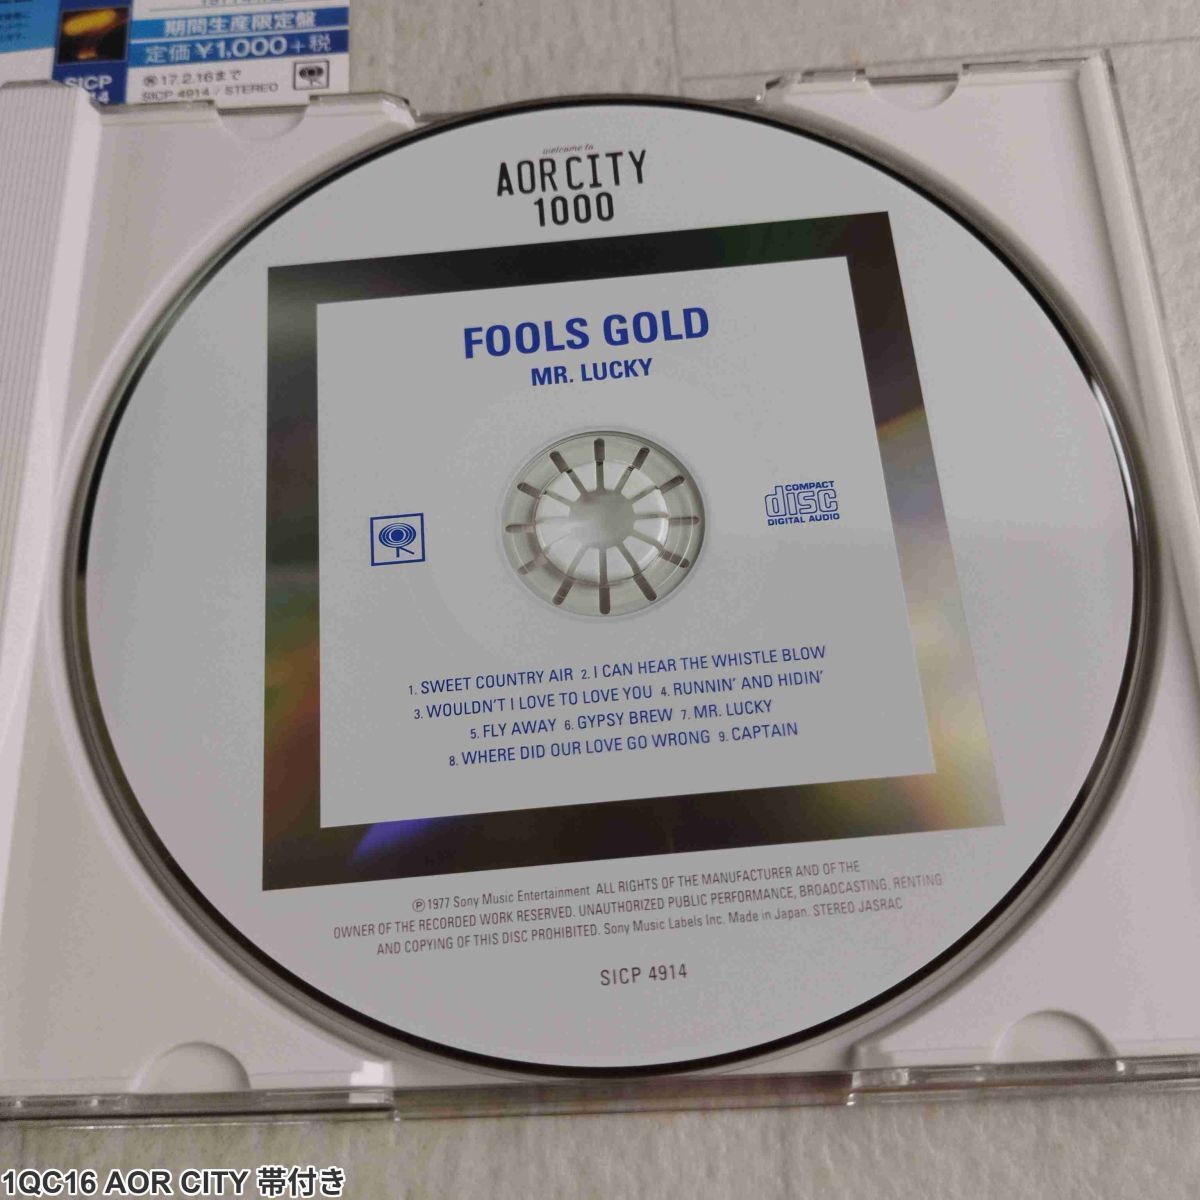 期間生産限定盤
定価¥1,000+税
SICP
14
㋫17.2.16まで
SICP 4914 / STEREO
welcome to
AOR CITY
1000
FOOLS GOLD
MR. LUCKY
COMPACT
disc
DIGITAL AUDIO
1. SWEET COUNTRY AIR 2. I CAN HEAR THE WHISTLE BLOW
3. WOULDN'T I LOVE TO LOVE YOU 4. RUNNIN' AND HIDIN'
5. FLY AWAY 6. GYPSY BREW 7. MR. LUCKY
8. WHERE DID OUR LOVE GO WRONG 9. CAPTAIN
℗1977 Sony Music Entertainment ALL RIGHTS OF THE MANUFACTURER AND OF THE
OWNER OF THE RECORDED WORK RESERVED. UNAUTHORIZED PUBLIC PERFORMANCE, BROADCASTING, RENTING
AND COPYING OF THIS DISC PROHIBITED. Sony Music Labels Inc. Made in Japan. STEREO JASRAC
SICP 4914
1QC16 AOR CITY 帯付き